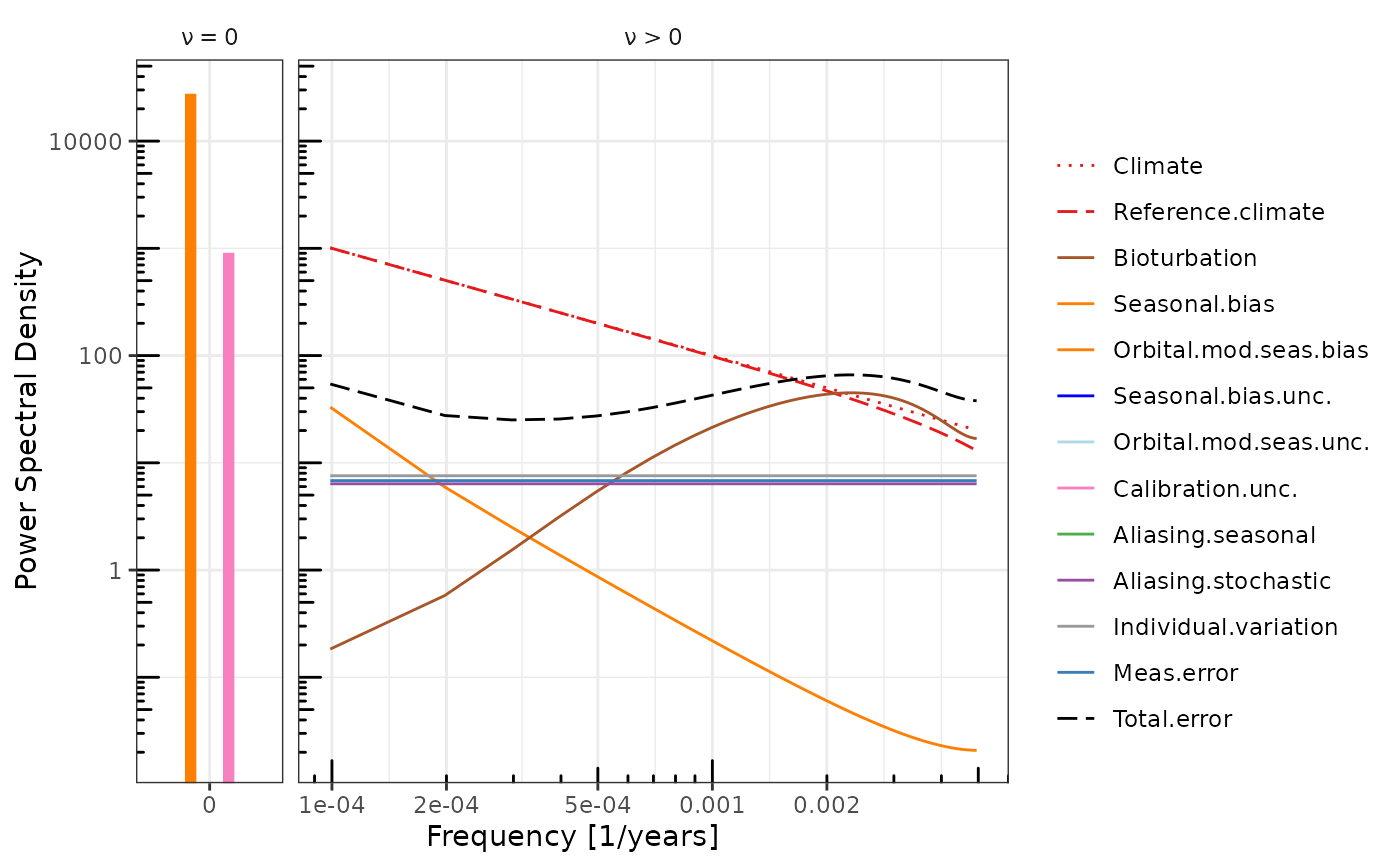 ν = 0
ν > 0
10000
100
1
Power Spectral Density
0
1e-04
2e-04
5e-04
0.001
0.002
Frequency [1/years]
Climate
Reference.climate
Bioturbation
Seasonal.bias
Orbital.mod.seas.bias
Seasonal.bias.unc.
Orbital.mod.seas.unc.
Calibration.unc.
Aliasing.seasonal
Aliasing.stochastic
Individual.variation
Meas.error
Total.error